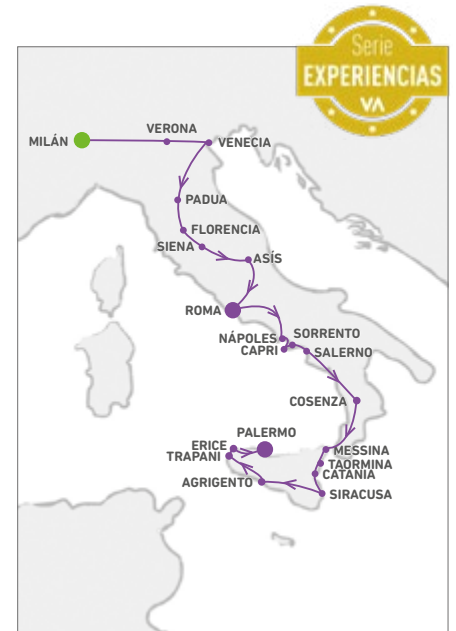 Serie
EXPERIENCIAS
VA
VERONA
MILÁN
VENECIA
PADUA
FLORENCIA
SIENA
ASÍS
ROMA
NÁPOLES
SORRENTO
CAPRI
SALERNO
COSENZA
PALERMO
ERICE
MESSINA
TRAPANI
TAORMINA
CATANIA
AGRIGENTO
SIRACUSA